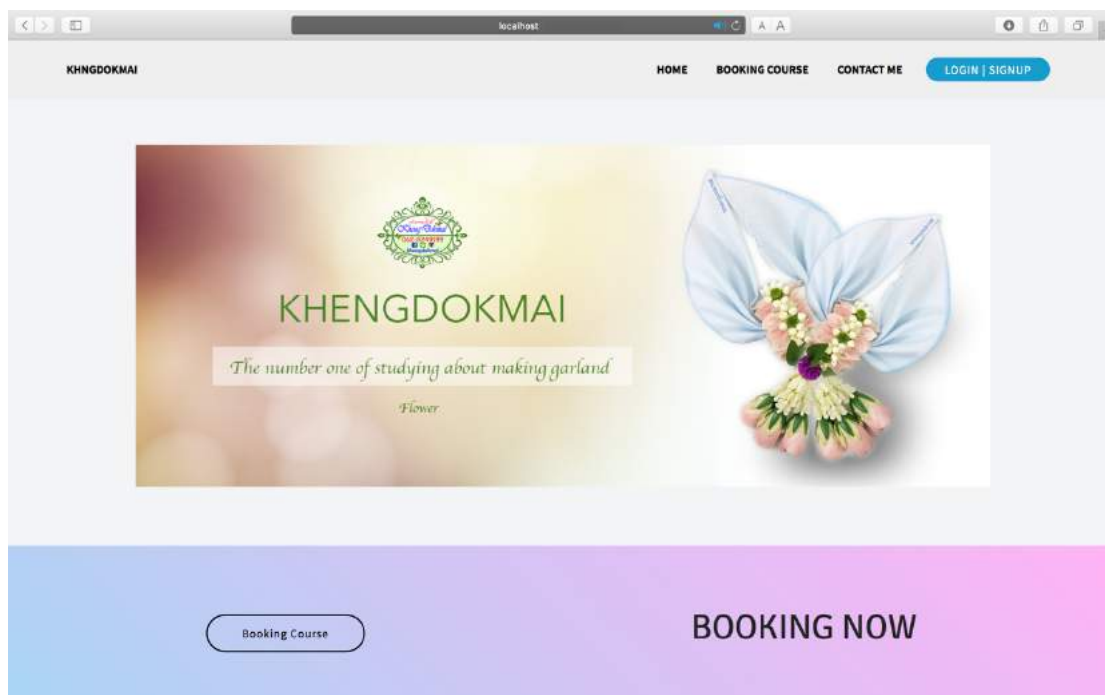 localhost
A A
KHNGDOKMAI
HOME BOOKING COURSE CONTACT ME LOGIN | SIGNUP
KHENGDOKMAI
The number one of studying about making garland
Flower
Booking Course BOOKING NOW